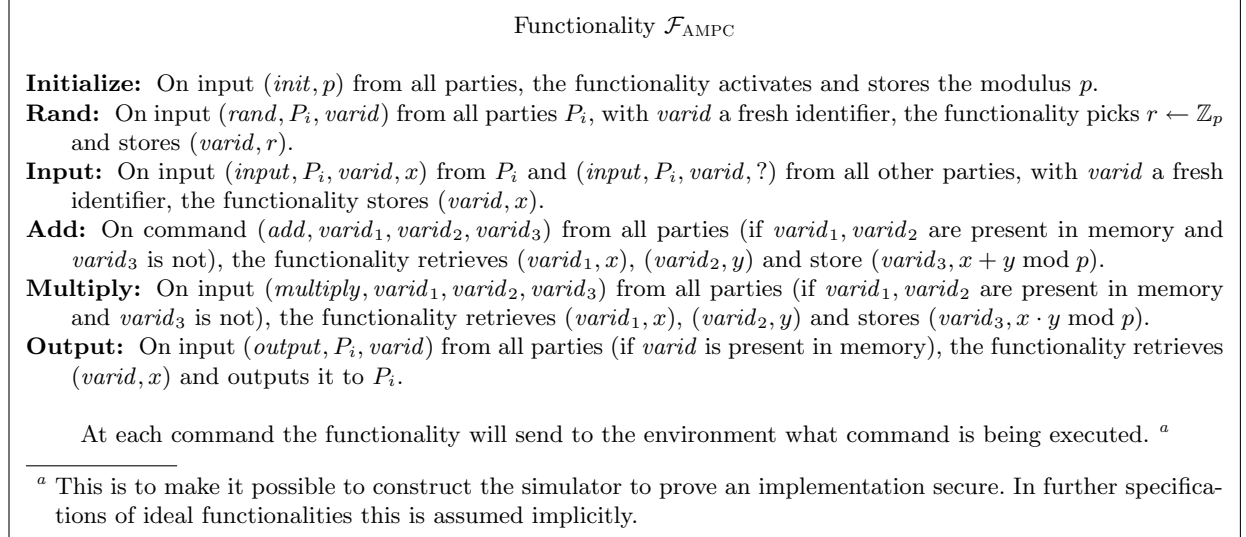 Functionality F_AMPC
Initialize: On input (init, p) from all parties, the functionality activates and stores the modulus p.
Rand: On input (rand, P_i, varid) from all parties P_i, with varid a fresh identifier, the functionality picks r ← ℤ_p
and stores (varid, r).
Input: On input (input, P_i, varid, x) from P_i and (input, P_i, varid, ?) from all other parties, with varid a fresh
identifier, the functionality stores (varid, x).
Add: On command (add, varid_1, varid_2, varid_3) from all parties (if varid_1, varid_2 are present in memory and
varid_3 is not), the functionality retrieves (varid_1, x), (varid_2, y) and store (varid_3, x + y mod p).
Multiply: On input (multiply, varid_1, varid_2, varid_3) from all parties (if varid_1, varid_2 are present in memory
and varid_3 is not), the functionality retrieves (varid_1, x), (varid_2, y) and stores (varid_3, x · y mod p).
Output: On input (output, P_i, varid) from all parties (if varid is present in memory), the functionality retrieves
(varid, x) and outputs it to P_i.
At each command the functionality will send to the environment what command is being executed. ^a
^a This is to make it possible to construct the simulator to prove an implementation secure. In further specifica-
tions of ideal functionalities this is assumed implicitly.